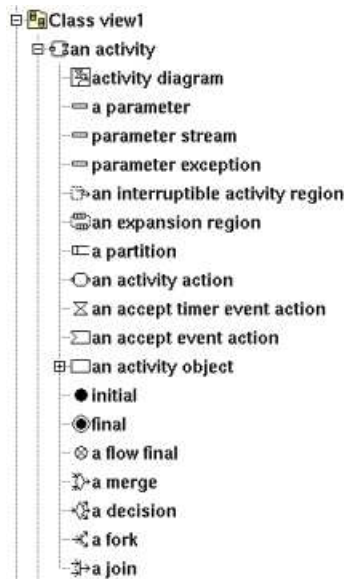 Class view1
an activity
activity diagram
a parameter
parameter stream
parameter exception
an interruptible activity region
an expansion region
a partition
an activity action
an accept timer event action
an accept event action
an activity object
initial
final
a flow final
a merge
a decision
a fork
a join